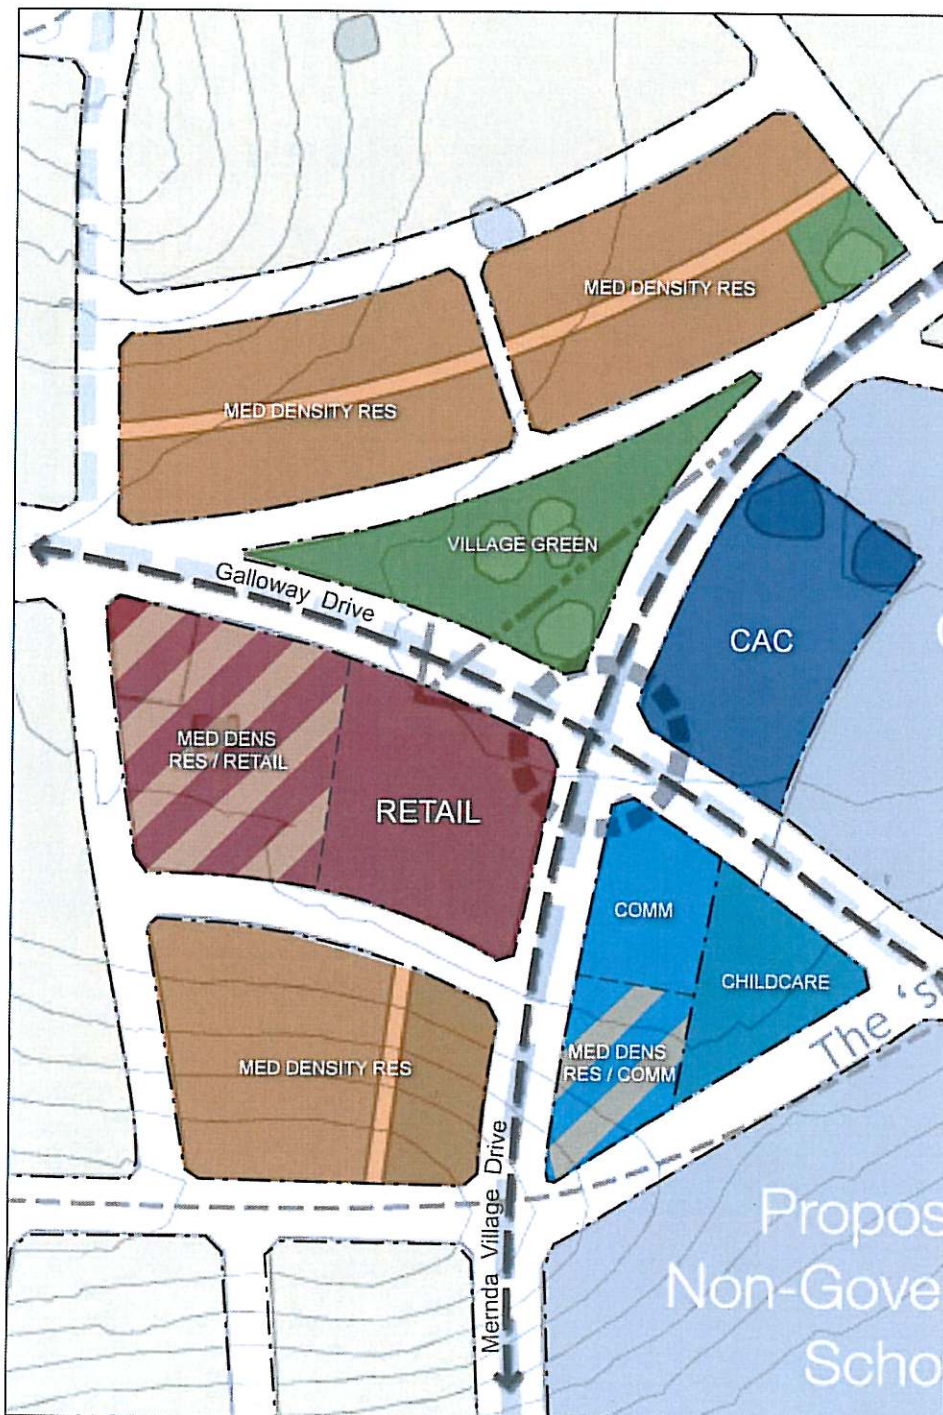 MED DENSITY RES
MED DENSITY RES
VILLAGE GREEN
Galloway Drive
CAC
MED DENS
RES / RETAIL
RETAIL
COMM
CHILDCARE
The
MED DENS
RES / COMM
MED DENSITY RES
Mernda Village Drive
Propos
Non-Gove
Scho